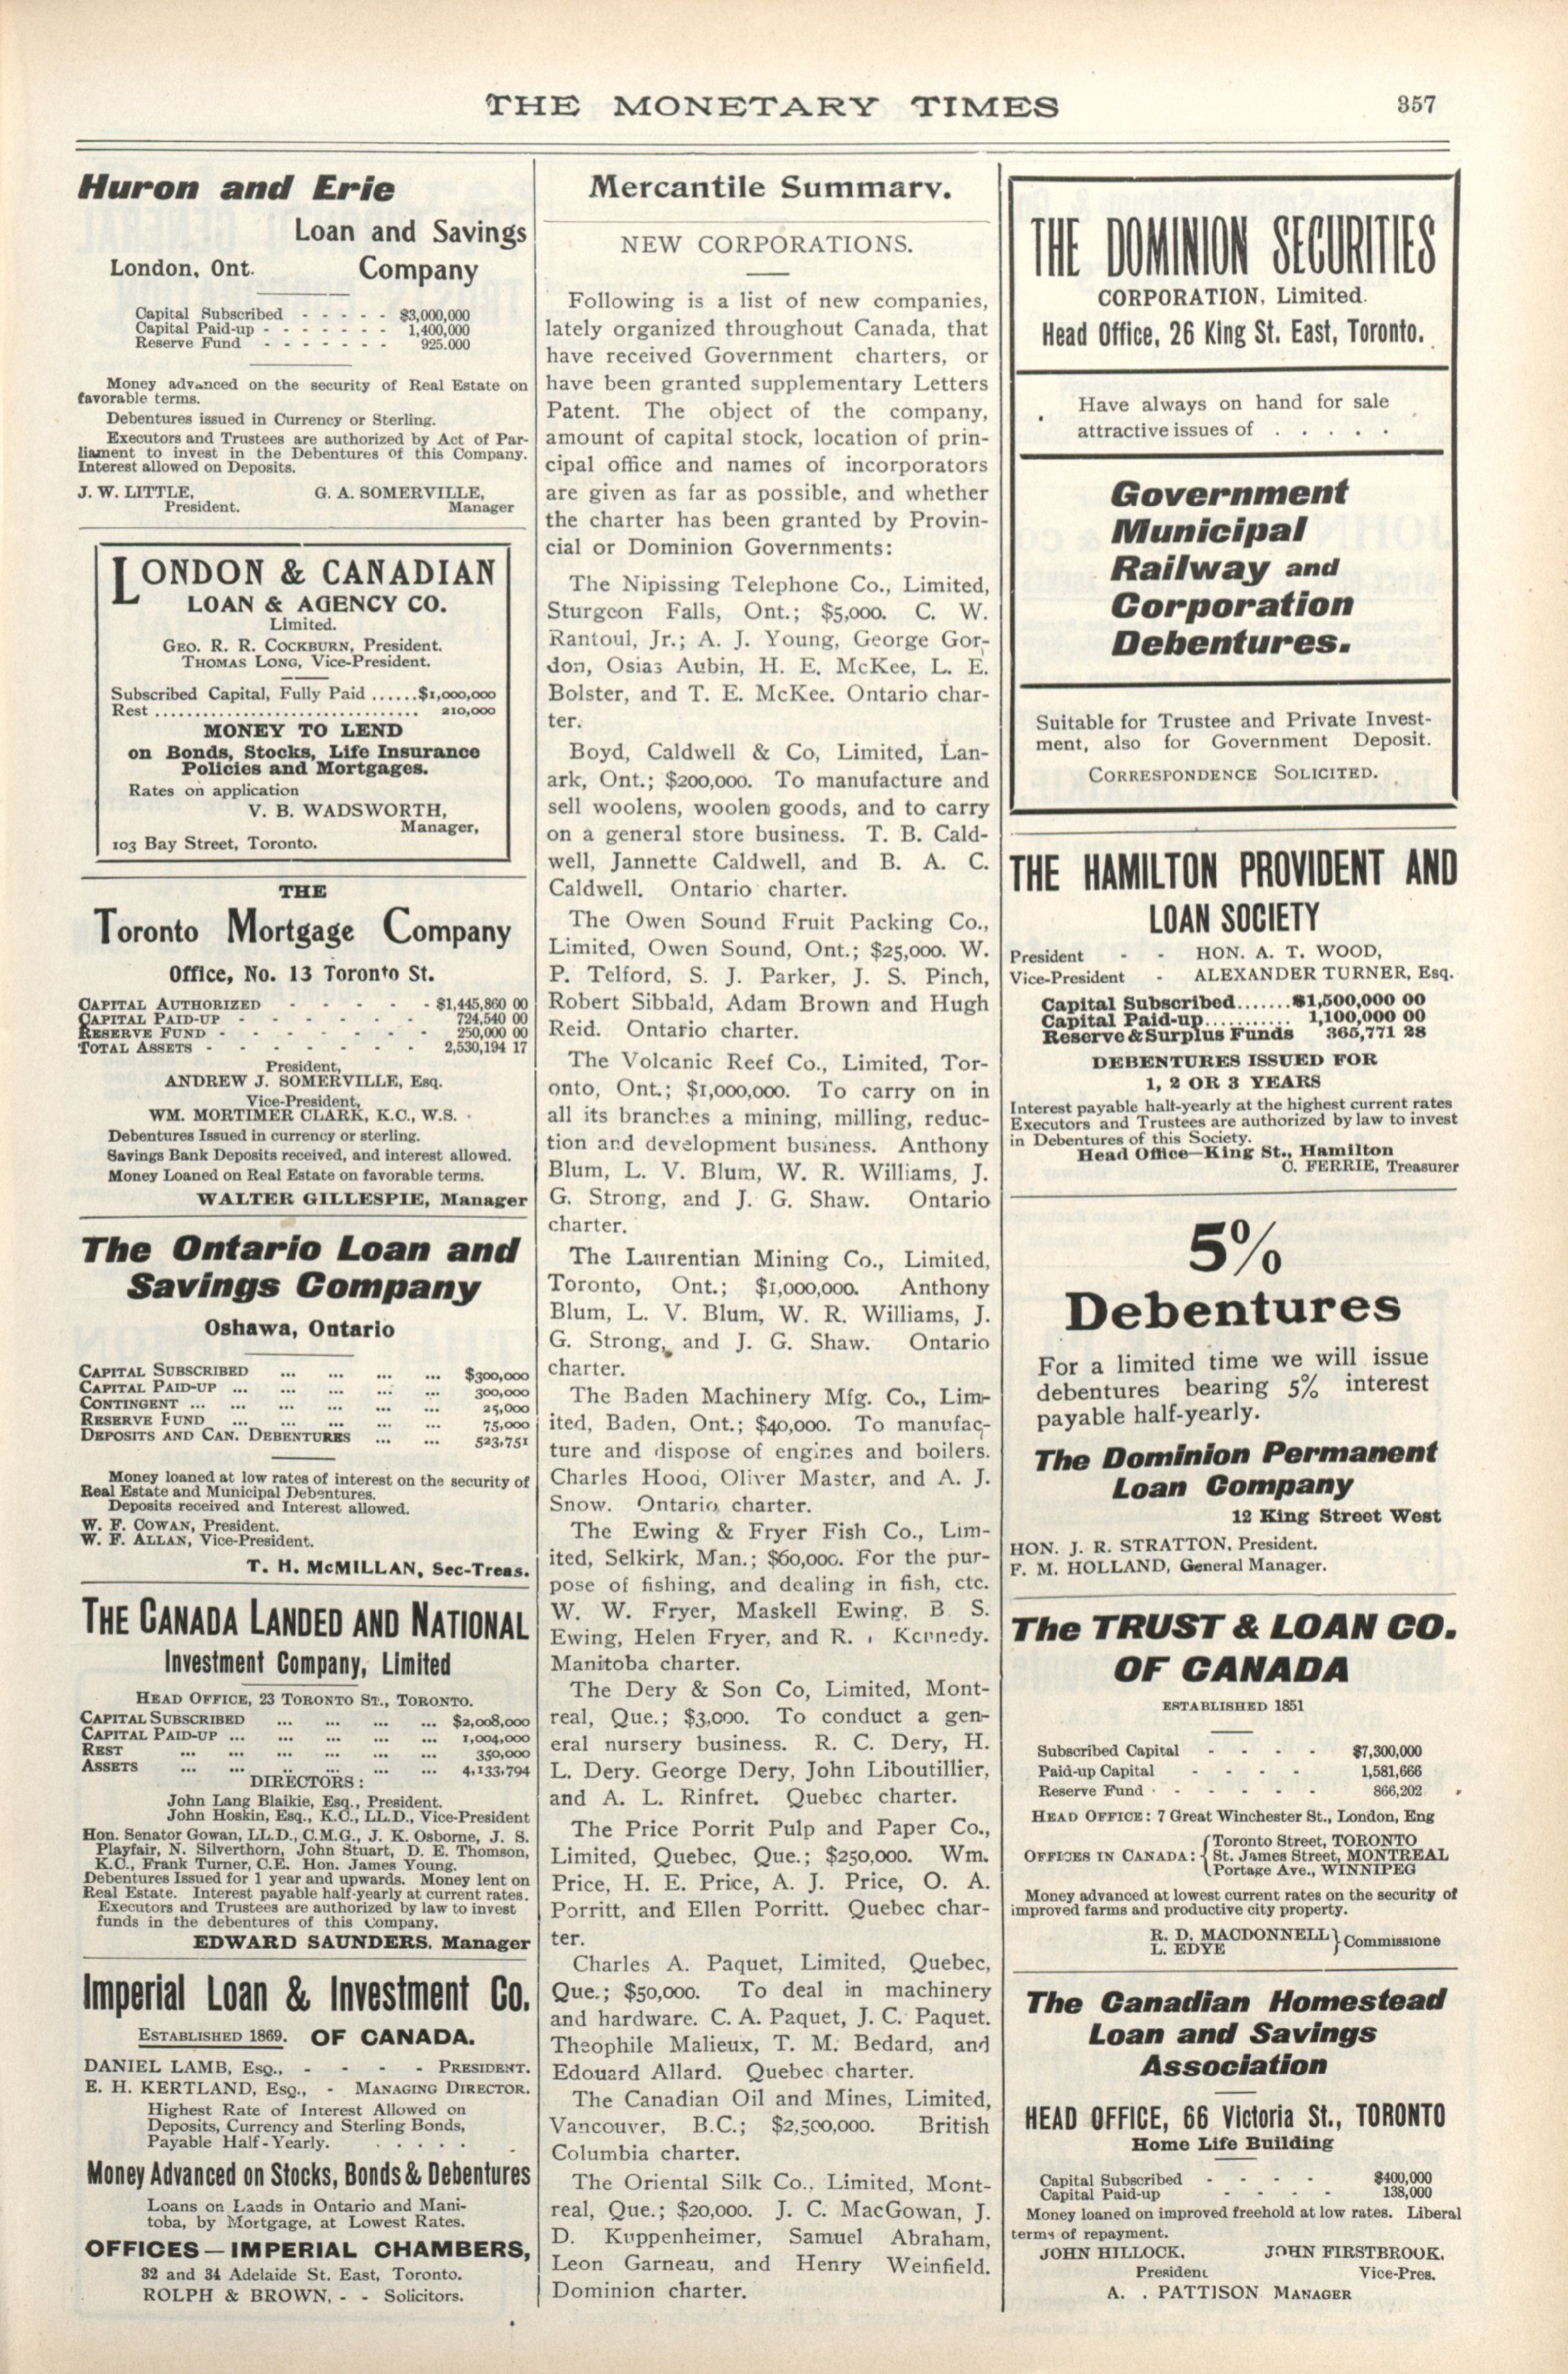 THE MONETARY TIMES
357
Huron and Erie
Loan and Savings
London, Ont. Company
Capital Subscribed - - - - - $3,000,000
Capital Paid-up - - - - - - - 1,400,000
Reserve Fund - - - - - - - 925.000
Money advanced on the security of Real Estate on
favorable terms.
Debentures issued in Currency or Sterling.
Executors and Trustees are authorized by Act of Par-
liament to invest in the Debentures of this Company.
Interest allowed on Deposits.
J. W. LITTLE, G. A. SOMERVILLE,
President. Manager
LONDON & CANADIAN
LOAN & AGENCY CO.
Limited.
GEO. R. R. COCKBURN, President.
THOMAS LONG, Vice-President.
Subscribed Capital, Fully Paid ......$1,000,000
Rest ................................ 210,000
MONEY TO LEND
on Bonds, Stocks, Life Insurance
Policies and Mortgages.
Rates on application
V. B. WADSWORTH,
Manager,
103 Bay Street, Toronto.
THE
Toronto Mortgage Company
Office, No. 13 Toronto St.
CAPITAL AUTHORIZED - - - - - $1,445,860 00
CAPITAL PAID-UP - - - - - - 724,540 00
RESERVE FUND - - - - - - - 250,000 00
TOTAL ASSETS - - - - - - - 2,530,194 17
President,
ANDREW J. SOMERVILLE, Esq.
Vice-President,
WM. MORTIMER CLARK, K.C., W.S.
Debentures Issued in currency or sterling.
Savings Bank Deposits received, and interest allowed.
Money Loaned on Real Estate on favorable terms.
WALTER GILLESPIE, Manager
The Ontario Loan and
Savings Company
Oshawa, Ontario
CAPITAL SUBSCRIBED ... ... ... ... $300,000
CAPITAL PAID-UP ... ... ... ... ... 300,000
CONTINGENT ... ... ... ... ... ... 25,000
RESERVE FUND ... ... ... ... ... 75,000
DEPOSITS AND CAN. DEBENTURES ... ... 523,751
Money loaned at low rates of interest on the security of
Real Estate and Municipal Debentures.
Deposits received and Interest allowed.
W. F. COWAN, President.
W. F. ALLAN, Vice-President.
T. H. McMILLAN, Sec-Treas.
THE CANADA LANDED AND NATIONAL
Investment Company, Limited
HEAD OFFICE, 23 TORONTO ST., TORONTO.
CAPITAL SUBSCRIBED ... ... ... ... $2,008,000
CAPITAL PAID-UP ... ... ... ... ... 1,004,000
REST ... ... ... ... ... ... 350,000
ASSETS ... ... ... ... ... ... 4,133,794
DIRECTORS :
John Lang Blaikie, Esq., President.
John Hoskin, Esq., K.C., LL.D., Vice-President
Hon. Senator Gowan, LL.D., C.M.G., J. K. Osborne, J. S.
Playfair, N. Silverthorn, John Stuart, D. E. Thomson,
K.C., Frank Turner, C.E. Hon. James Young.
Debentures Issued for 1 year and upwards. Money lent on
Real Estate. Interest payable half-yearly at current rates.
Executors and Trustees are authorized by law to invest
funds in the debentures of this Company.
EDWARD SAUNDERS, Manager
Imperial Loan & Investment Co.
ESTABLISHED 1869. OF CANADA.
DANIEL LAMB, ESQ., - - - - PRESIDENT.
E. H. KERTLAND, ESQ., - MANAGING DIRECTOR.
Highest Rate of Interest Allowed on
Deposits, Currency and Sterling Bonds,
Payable Half-Yearly. . . . . .
Money Advanced on Stocks, Bonds & Debentures
Loans on Lands in Ontario and Mani-
toba, by Mortgage, at Lowest Rates.
OFFICES—IMPERIAL CHAMBERS,
32 and 34 Adelaide St. East, Toronto.
ROLPH & BROWN, - - Solicitors.
Mercantile Summary.
NEW CORPORATIONS.
Following is a list of new companies,
lately organized throughout Canada, that
have received Government charters, or
have been granted supplementary Letters
Patent. The object of the company,
amount of capital stock, location of prin-
cipal office and names of incorporators
are given as far as possible, and whether
the charter has been granted by Provin-
cial or Dominion Governments:
The Nipissing Telephone Co., Limited,
Sturgeon Falls, Ont.; $5,000. C. W.
Rantoul, Jr.; A. J. Young, George Gor-
don, Osias Aubin, H. E. McKee, L. E.
Bolster, and T. E. McKee. Ontario char-
ter.
Boyd, Caldwell & Co, Limited, Lan-
ark, Ont.; $200,000. To manufacture and
sell woolens, woolen goods, and to carry
on a general store business. T. B. Cald-
well, Jannette Caldwell, and B. A. C.
Caldwell. Ontario charter.
The Owen Sound Fruit Packing Co.,
Limited, Owen Sound, Ont.; $25,000. W.
P. Telford, S. J. Parker, J. S. Pinch,
Robert Sibbald, Adam Brown and Hugh
Reid. Ontario charter.
The Volcanic Reef Co., Limited, Tor-
onto, Ont.; $1,000,000. To carry on in
all its branches a mining, milling, reduc-
tion and development business. Anthony
Blum, L. V. Blum, W. R. Williams, J.
G. Strong, and J. G. Shaw. Ontario
charter.
The Laurentian Mining Co., Limited,
Toronto, Ont.; $1,000,000. Anthony
Blum, L. V. Blum, W. R. Williams, J.
G. Strong, and J. G. Shaw. Ontario
charter.
The Baden Machinery Mfg. Co., Lim-
ited, Baden, Ont.; $40,000. To manufac-
ture and dispose of engines and boilers.
Charles Hood, Oliver Master, and A. J.
Snow. Ontario charter.
The Ewing & Fryer Fish Co., Lim-
ited, Selkirk, Man.; $60,000. For the pur-
pose of fishing, and dealing in fish, etc.
W. W. Fryer, Maskell Ewing, B. S.
Ewing, Helen Fryer, and R. Kennedy.
Manitoba charter.
The Dery & Son Co, Limited, Mont-
real, Que.; $3,000. To conduct a gen-
eral nursery business. R. C. Dery, H.
L. Dery. George Dery, John Liboutillier,
and A. L. Rinfret. Quebec charter.
The Price Porrit Pulp and Paper Co.,
Limited, Quebec, Que.; $250,000. Wm.
Price, H. E. Price, A. J. Price, O. A.
Porritt, and Ellen Porritt. Quebec char-
ter.
Charles A. Paquet, Limited, Quebec,
Que.; $50,000. To deal in machinery
and hardware. C. A. Paquet, J. C. Paquet.
Theophile Malieux, T. M. Bedard, and
Edouard Allard. Quebec charter.
The Canadian Oil and Mines, Limited,
Vancouver, B.C.; $2,500,000. British
Columbia charter.
The Oriental Silk Co., Limited, Mont-
real, Que.; $20,000. J. C. MacGowan, J.
D. Kuppenheimer, Samuel Abraham,
Leon Garneau, and Henry Weinfield.
Dominion charter.
THE DOMINION SECURITIES
CORPORATION, Limited.
Head Office, 26 King St. East, Toronto.
Have always on hand for sale
attractive issues of . . . . .
Government
Municipal
Railway and
Corporation
Debentures.
Suitable for Trustee and Private Invest-
ment, also for Government Deposit.
CORRESPONDENCE SOLICITED.
THE HAMILTON PROVIDENT AND
LOAN SOCIETY
President - - HON. A. T. WOOD,
Vice-President - ALEXANDER TURNER, Esq.
Capital Subscribed.......$1,500,000 00
Capital Paid-up........... 1,100,000 00
Reserve & Surplus Funds 365,771 28
DEBENTURES ISSUED FOR
1, 2 OR 3 YEARS
Interest payable half-yearly at the highest current rates
Executors and Trustees are authorized by law to invest
in Debentures of this Society.
Head Office—King St., Hamilton
C. FERRIE, Treasurer
5%
Debentures
For a limited time we will issue
debentures bearing 5% interest
payable half-yearly.
The Dominion Permanent
Loan Company
12 King Street West
HON. J. R. STRATTON, President.
F. M. HOLLAND, General Manager.
The TRUST & LOAN CO.
OF CANADA
ESTABLISHED 1851
Subscribed Capital - - - - $7,300,000
Paid-up Capital - - - - 1,581,666
Reserve Fund - - - - - 866,202
HEAD OFFICE: 7 Great Winchester St., London, Eng
OFFICES IN CANADA: { Toronto Street, TORONTO
St. James Street, MONTREAL
Portage Ave., WINNIPEG
Money advanced at lowest current rates on the security of
improved farms and productive city property.
R. D. MACDONNELL } Commissione
L. EDYE
The Canadian Homestead
Loan and Savings
Association
HEAD OFFICE, 66 Victoria St., TORONTO
Home Life Building
Capital Subscribed - - - - $400,000
Capital Paid-up - - - - 138,000
Money loaned on improved freehold at low rates. Liberal
terms of repayment.
JOHN HILLOCK, JOHN FIRSTBROOK,
President Vice-Pres.
A. . PATTISON MANAGER